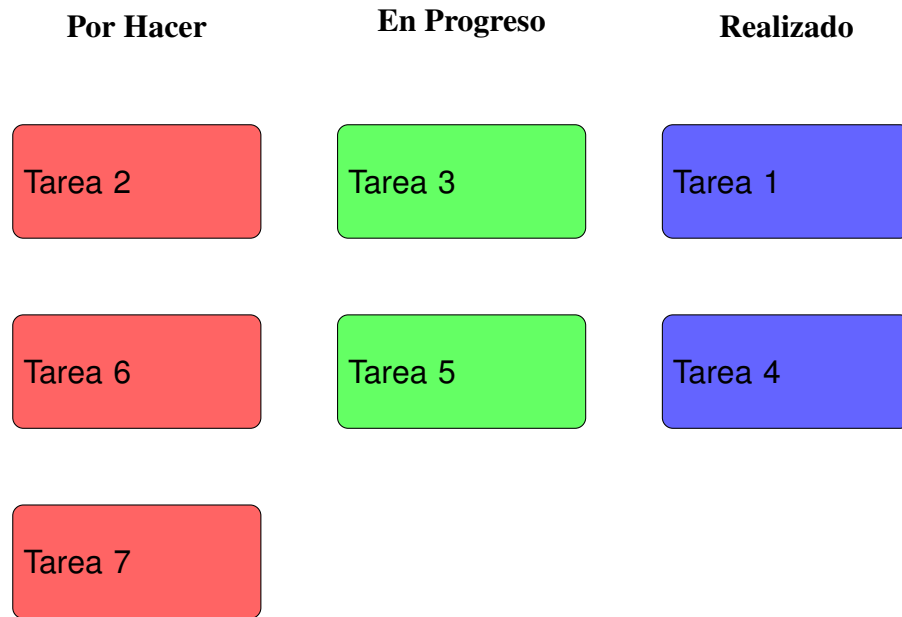 Por Hacer
En Progreso
Realizado
Tarea 2
Tarea 3
Tarea 1
Tarea 6
Tarea 5
Tarea 4
Tarea 7